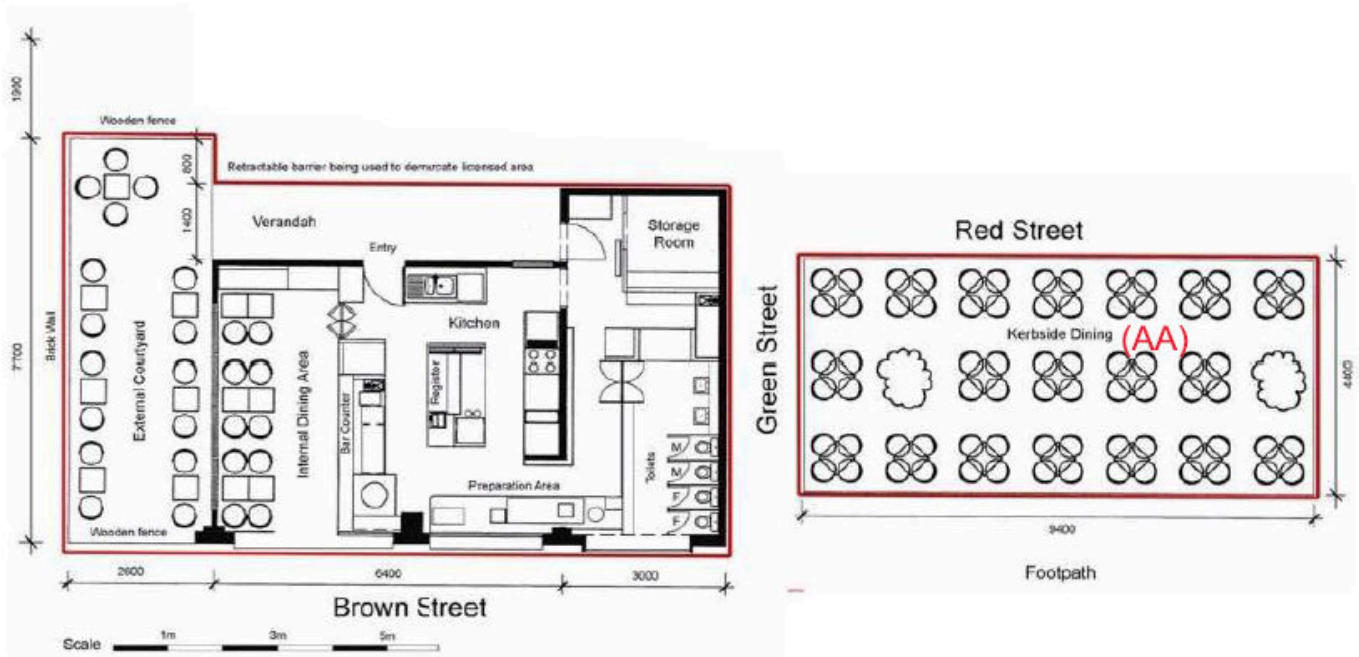 1900
Wooden fence
800
Retractable barrier being used to demarcate licensed area
1400
Verandah
Storage
Room
Entry
7700
Brick Wall
External Courtyard
Internal Dining Area
Kitchen
Register
Bar Counter
Preparation Area
Toilets
M
M
F
F
Wooden fence
2600
6400
3000
Brown Street
Scale
1m
3m
5m
Red Street
Green Street
Kerbside Dining
(AA)
4400
9400
Footpath